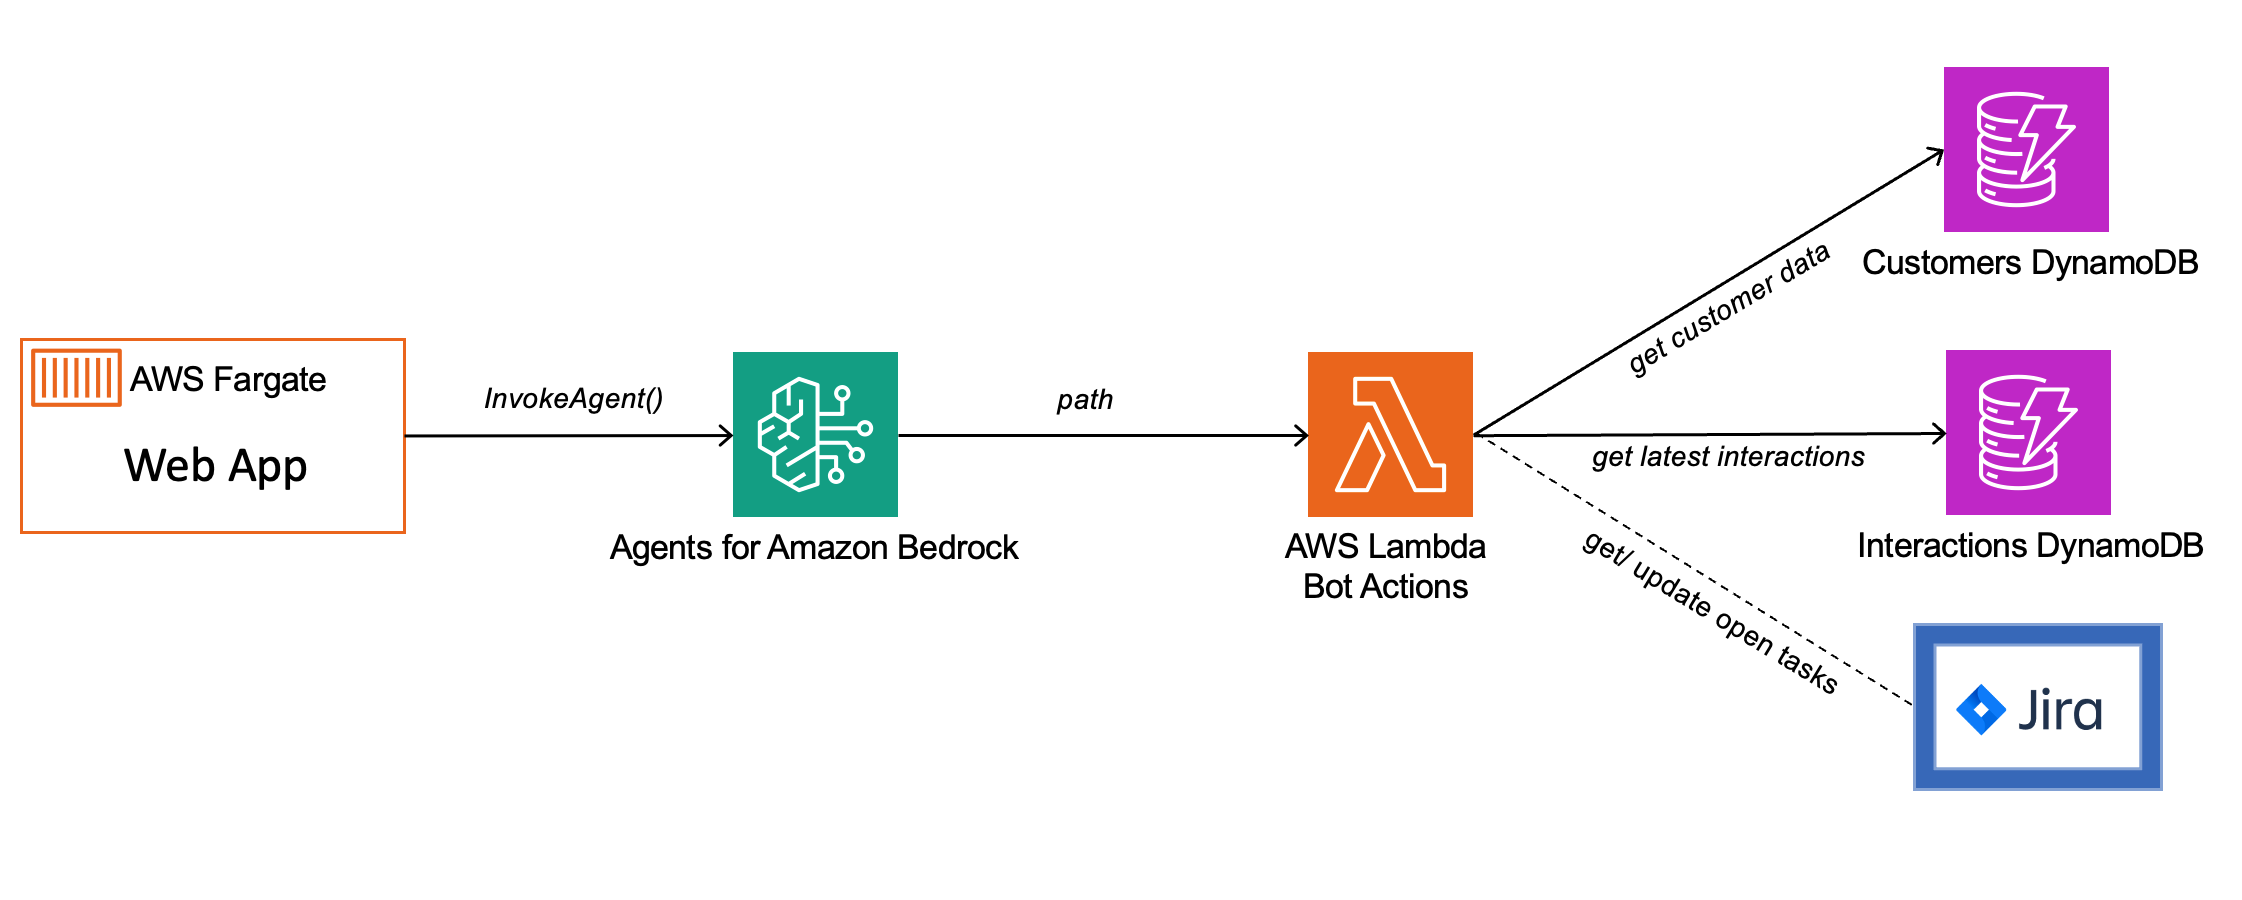 AWS Fargate
Web App
InvokeAgent()
Agents for Amazon Bedrock
path
AWS Lambda
Bot Actions
get customer data
Customers DynamoDB
get latest interactions
Interactions DynamoDB
get/ update open tasks
Jira